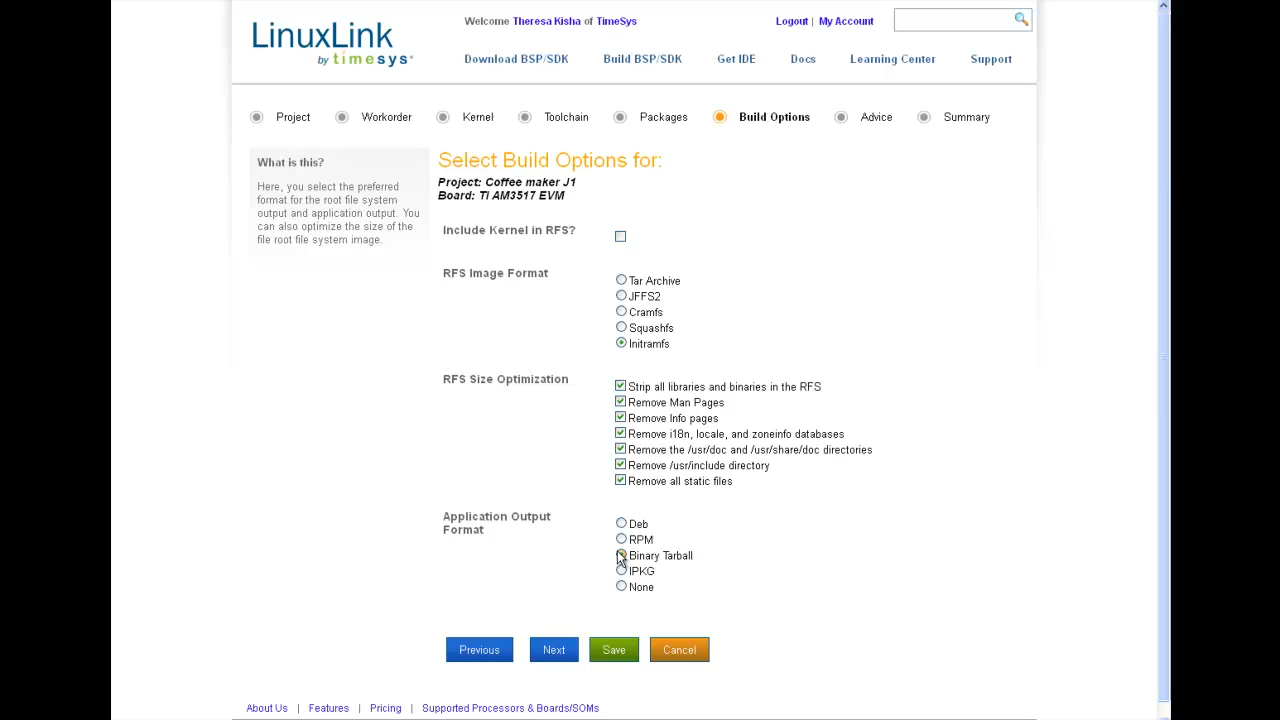 LinuxLink
by timesys
Welcome Theresa Kisha of TimeSys
Logout | My Account
Download BSP/SDK
Build BSP/SDK
Get IDE
Docs
Learning Center
Support
Project
Workorder
Kernel
Toolchain
Packages
Build Options
Advice
Summary
What is this?
Here, you select the preferred
format for the root file system
output and application output. You
can also optimize the size of the
file root file system image.
Select Build Options for:
Project: Coffee maker J1
Board: TI AM3517 EVM
Include Kernel in RFS?
RFS Image Format
Tar Archive
JFFS2
Cramfs
Squashfs
Initramfs
RFS Size Optimization
Strip all libraries and binaries in the RFS
Remove Man Pages
Remove Info pages
Remove i18n, locale, and zoneinfo databases
Remove the /usr/doc and /usr/share/doc directories
Remove /usr/include directory
Remove all static files
Application Output
Format
Deb
RPM
Binary Tarball
IPKG
None
Previous
Next
Save
Cancel
About Us | Features | Pricing | Supported Processors & Boards/SOMs